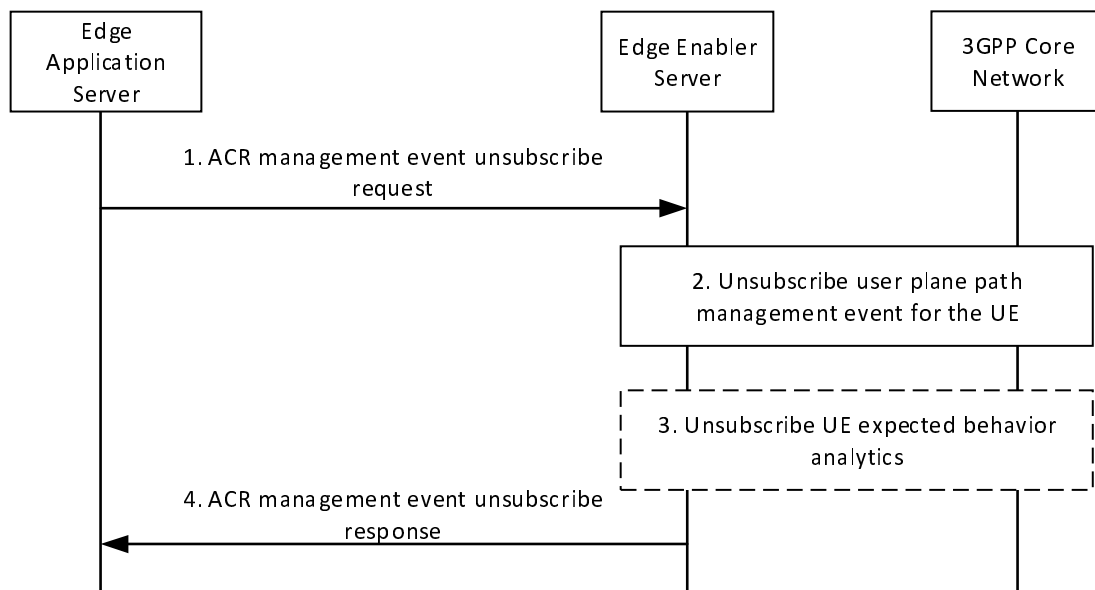 Edge
Application
Server
Edge Enabler
Server
3GPP Core
Network
1. ACR management event unsubscribe
request
2. Unsubscribe user plane path
management event for the UE
3. Unsubscribe UE expected behavior
analytics
4. ACR management event unsubscribe
response